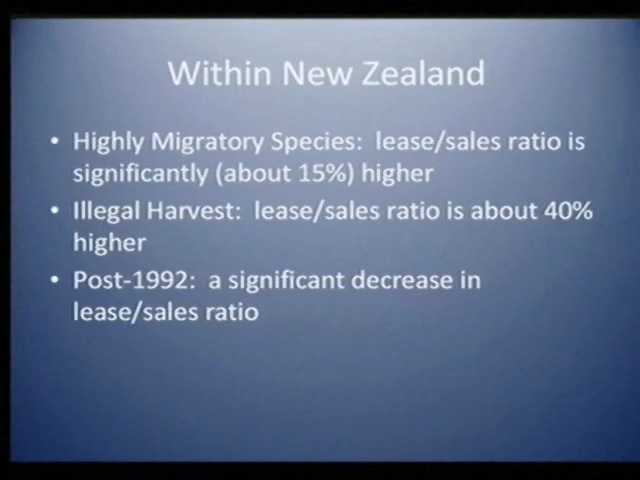 Within New Zealand
• Highly Migratory Species: lease/sales ratio is
significantly (about 15%) higher
• Illegal Harvest: lease/sales ratio is about 40%
higher
• Post-1992: a significant decrease in
lease/sales ratio